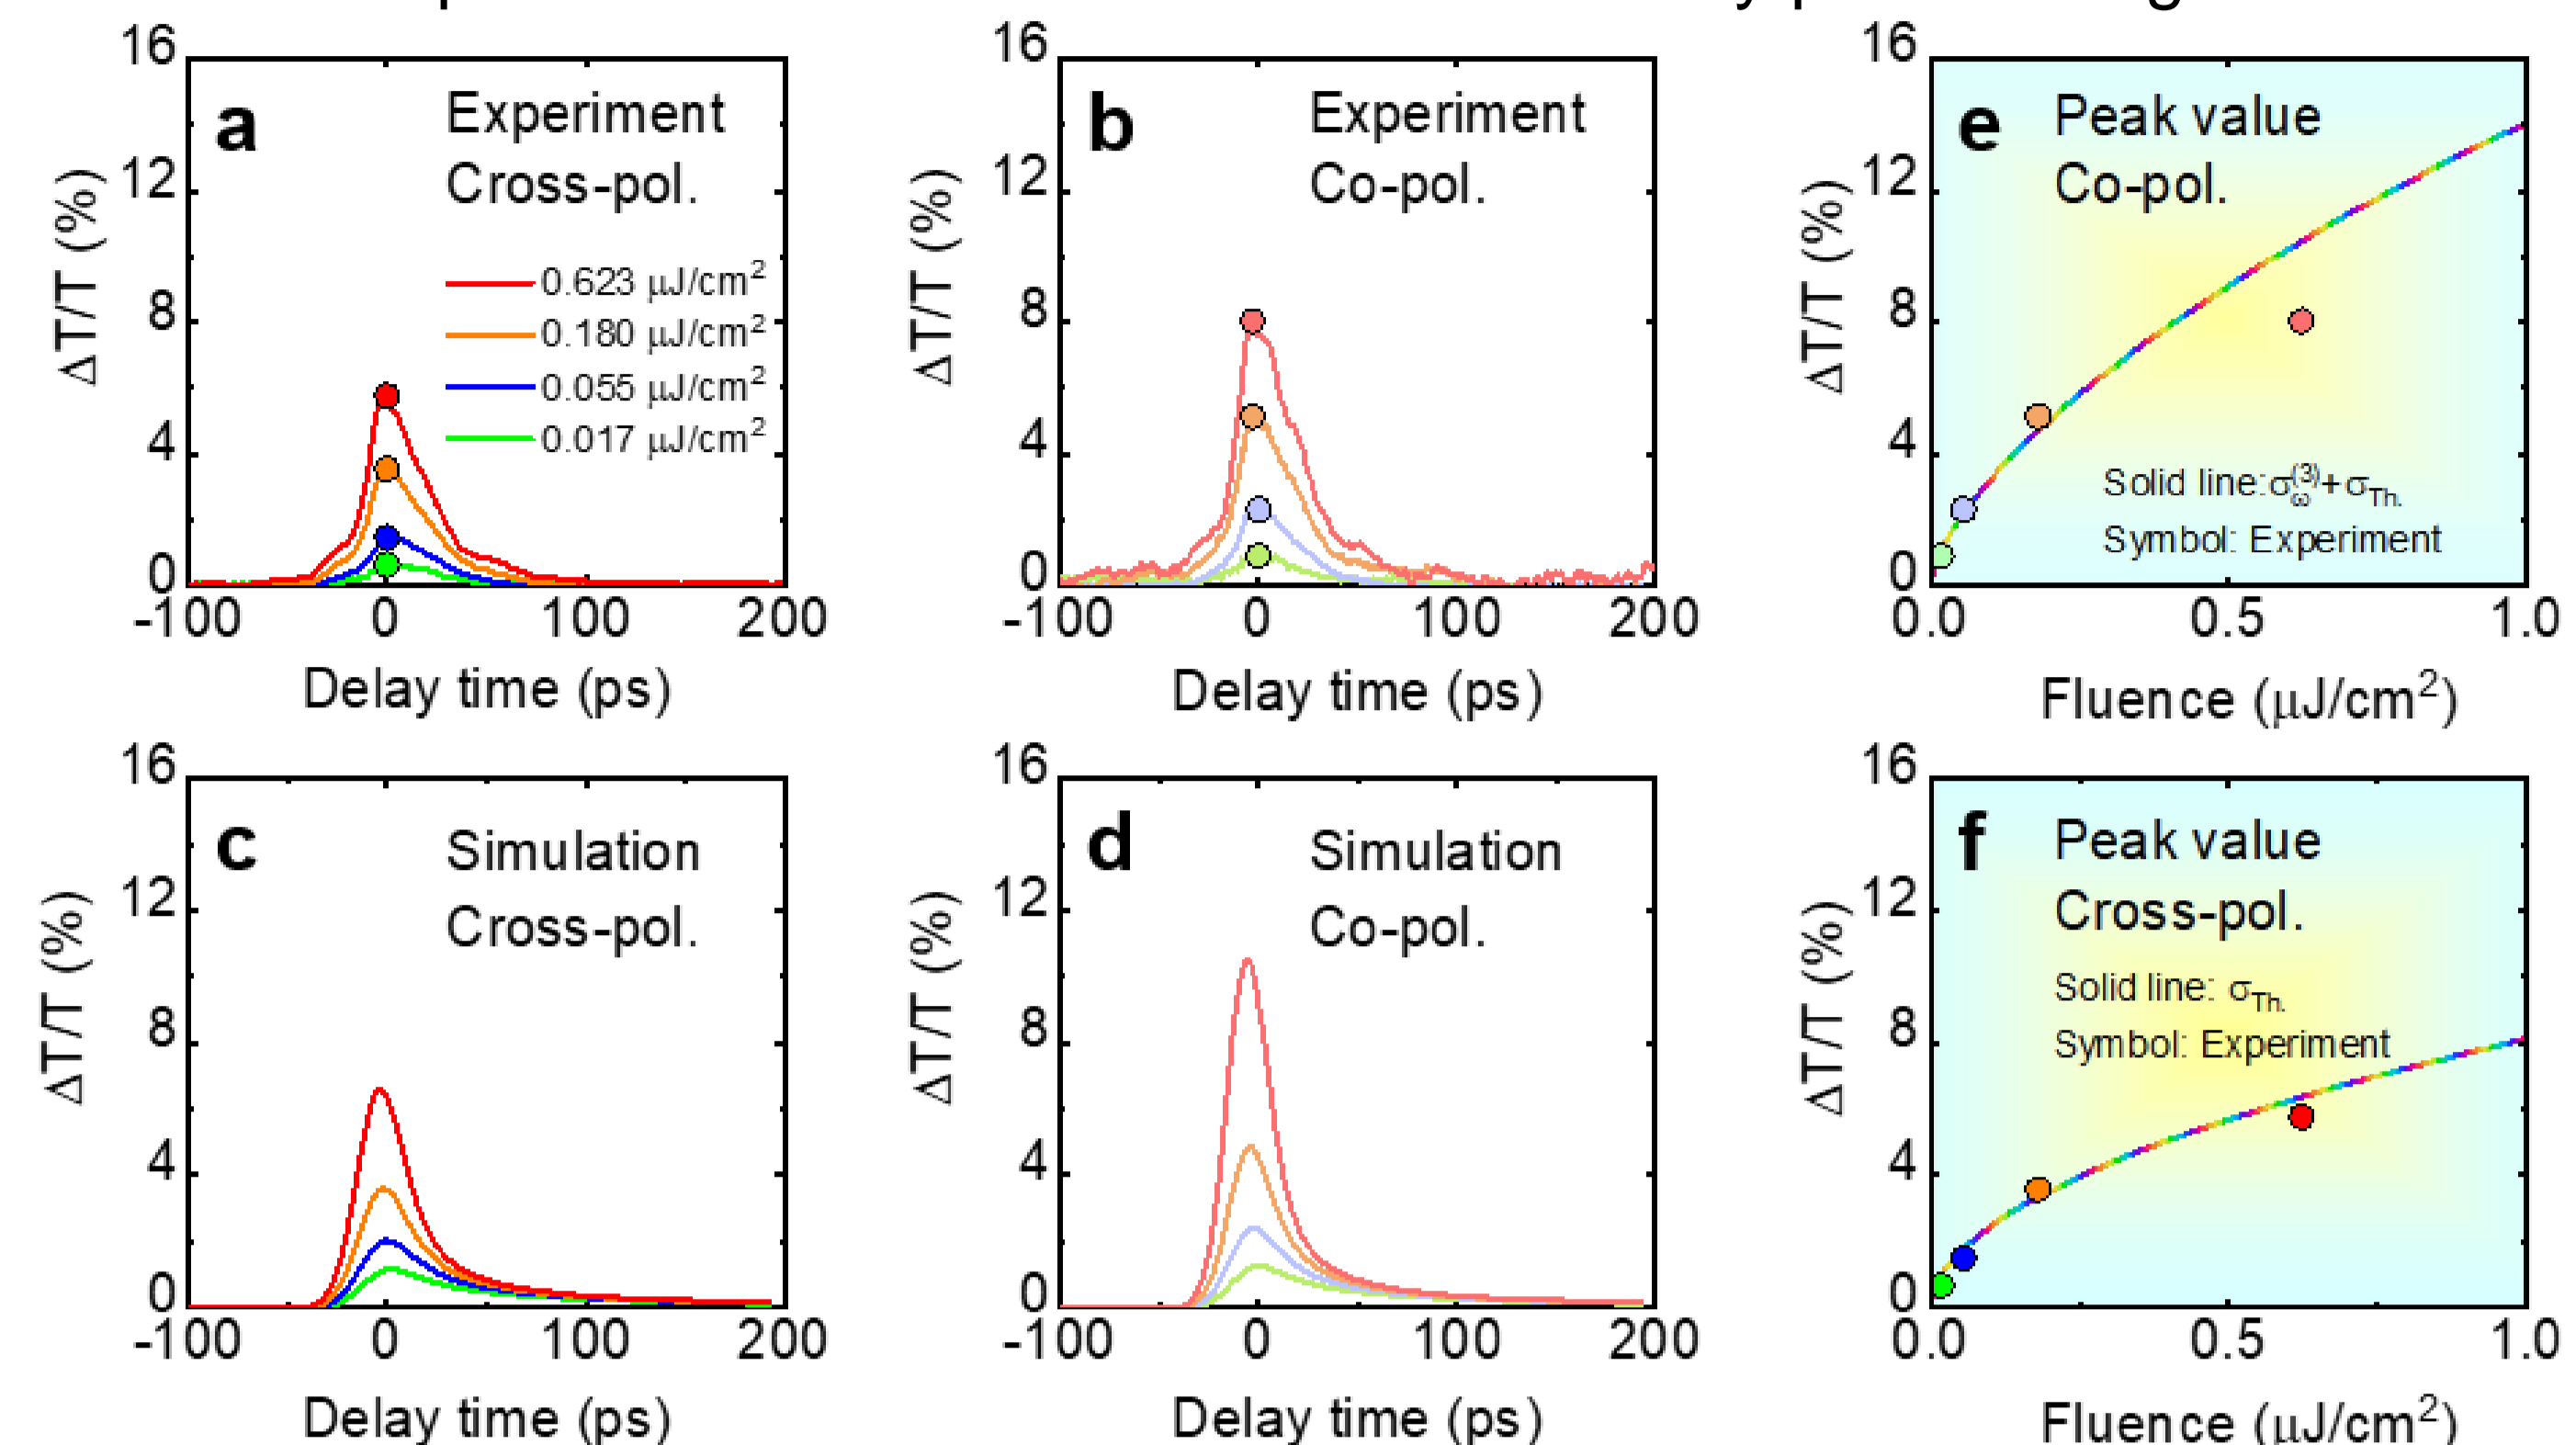 a
Experiment
Cross-pol.
0.623 μJ/cm²
0.180 μJ/cm²
0.055 μJ/cm²
0.017 μJ/cm²
ΔT/T (%)
16
12
8
4
0
-100 0 100 200
Delay time (ps)
b
Experiment
Co-pol.
ΔT/T (%)
16
12
8
4
0
-100 0 100 200
Delay time (ps)
e
Peak value
Co-pol.
Solid line:σω⁽³⁾+σTh.
Symbol: Experiment
ΔT/T (%)
16
12
8
4
0
0.0 0.5 1.0
Fluence (μJ/cm²)
c
Simulation
Cross-pol.
ΔT/T (%)
16
12
8
4
0
-100 0 100 200
Delay time (ps)
d
Simulation
Co-pol.
ΔT/T (%)
16
12
8
4
0
-100 0 100 200
Delay time (ps)
f
Peak value
Cross-pol.
Solid line: σTh.
Symbol: Experiment
ΔT/T (%)
16
12
8
4
0
0.0 0.5 1.0
Fluence (μJ/cm²)